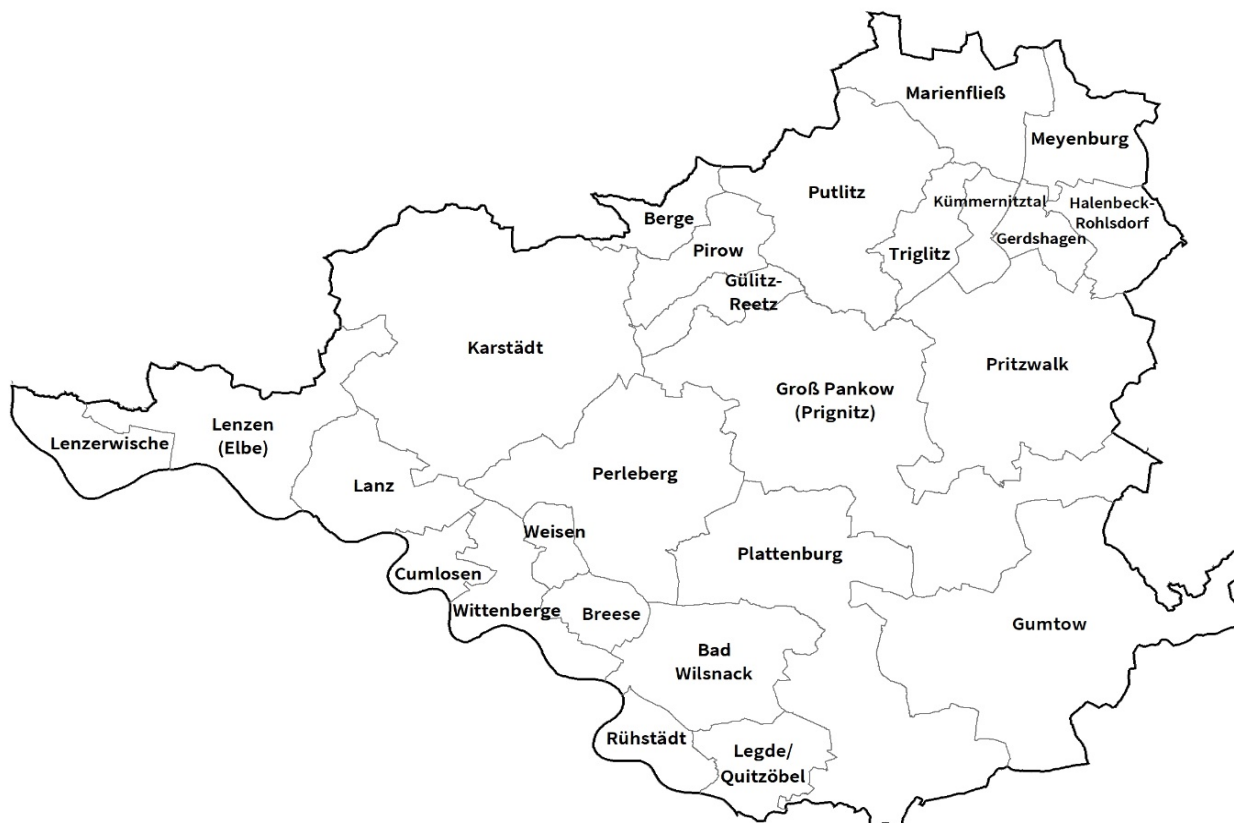 Marienfließ
Meyenburg
Putlitz
Kümmernitztal
Halenbeck-
Rohlsdorf
Berge
Gerdshagen
Pirow
Triglitz
Gülitz-
Reetz
Karstädt
Pritzwalk
Groß Pankow
(Prignitz)
Lenzen
(Elbe)
Lenzerwische
Perleberg
Lanz
Weisen
Plattenburg
Cumlosen
Wittenberge
Breese
Gumtow
Bad
Wilsnack
Rühstädt
Legde/
Quitzöbel